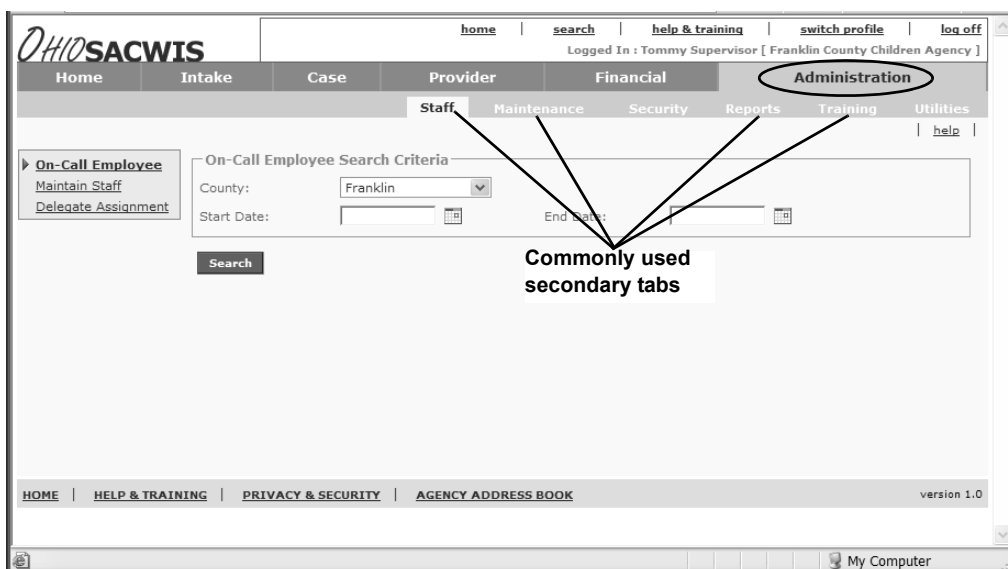 home | search | help & training | switch profile | log off
OHIOSACWIS
Logged In : Tommy Supervisor [ Franklin County Children Agency ]
Home Intake Case Provider Financial Administration
Staff Maintenance Security Reports Training Utilities
| help |
On-Call Employee
Maintain Staff
Delegate Assignment
On-Call Employee Search Criteria
County: Franklin
Start Date: End Date:
Search
Commonly used
secondary tabs
HOME | HELP & TRAINING | PRIVACY & SECURITY | AGENCY ADDRESS BOOK version 1.0
My Computer